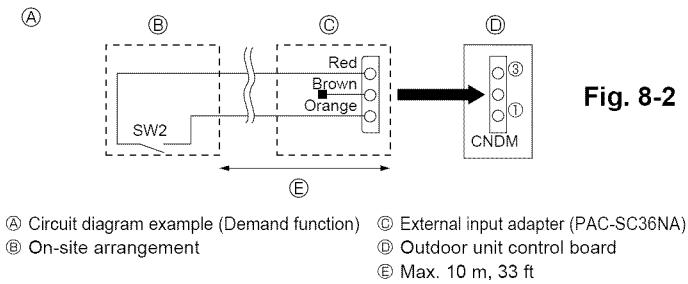 Ⓐ
Ⓑ
Ⓒ
Ⓓ
Red
Brown
Orange
SW2
③
①
CNDM
Fig. 8-2
Ⓔ
Ⓐ Circuit diagram example (Demand function)
Ⓑ On-site arrangement
Ⓒ External input adapter (PAC-SC36NA)
Ⓓ Outdoor unit control board
Ⓔ Max. 10 m, 33 ft